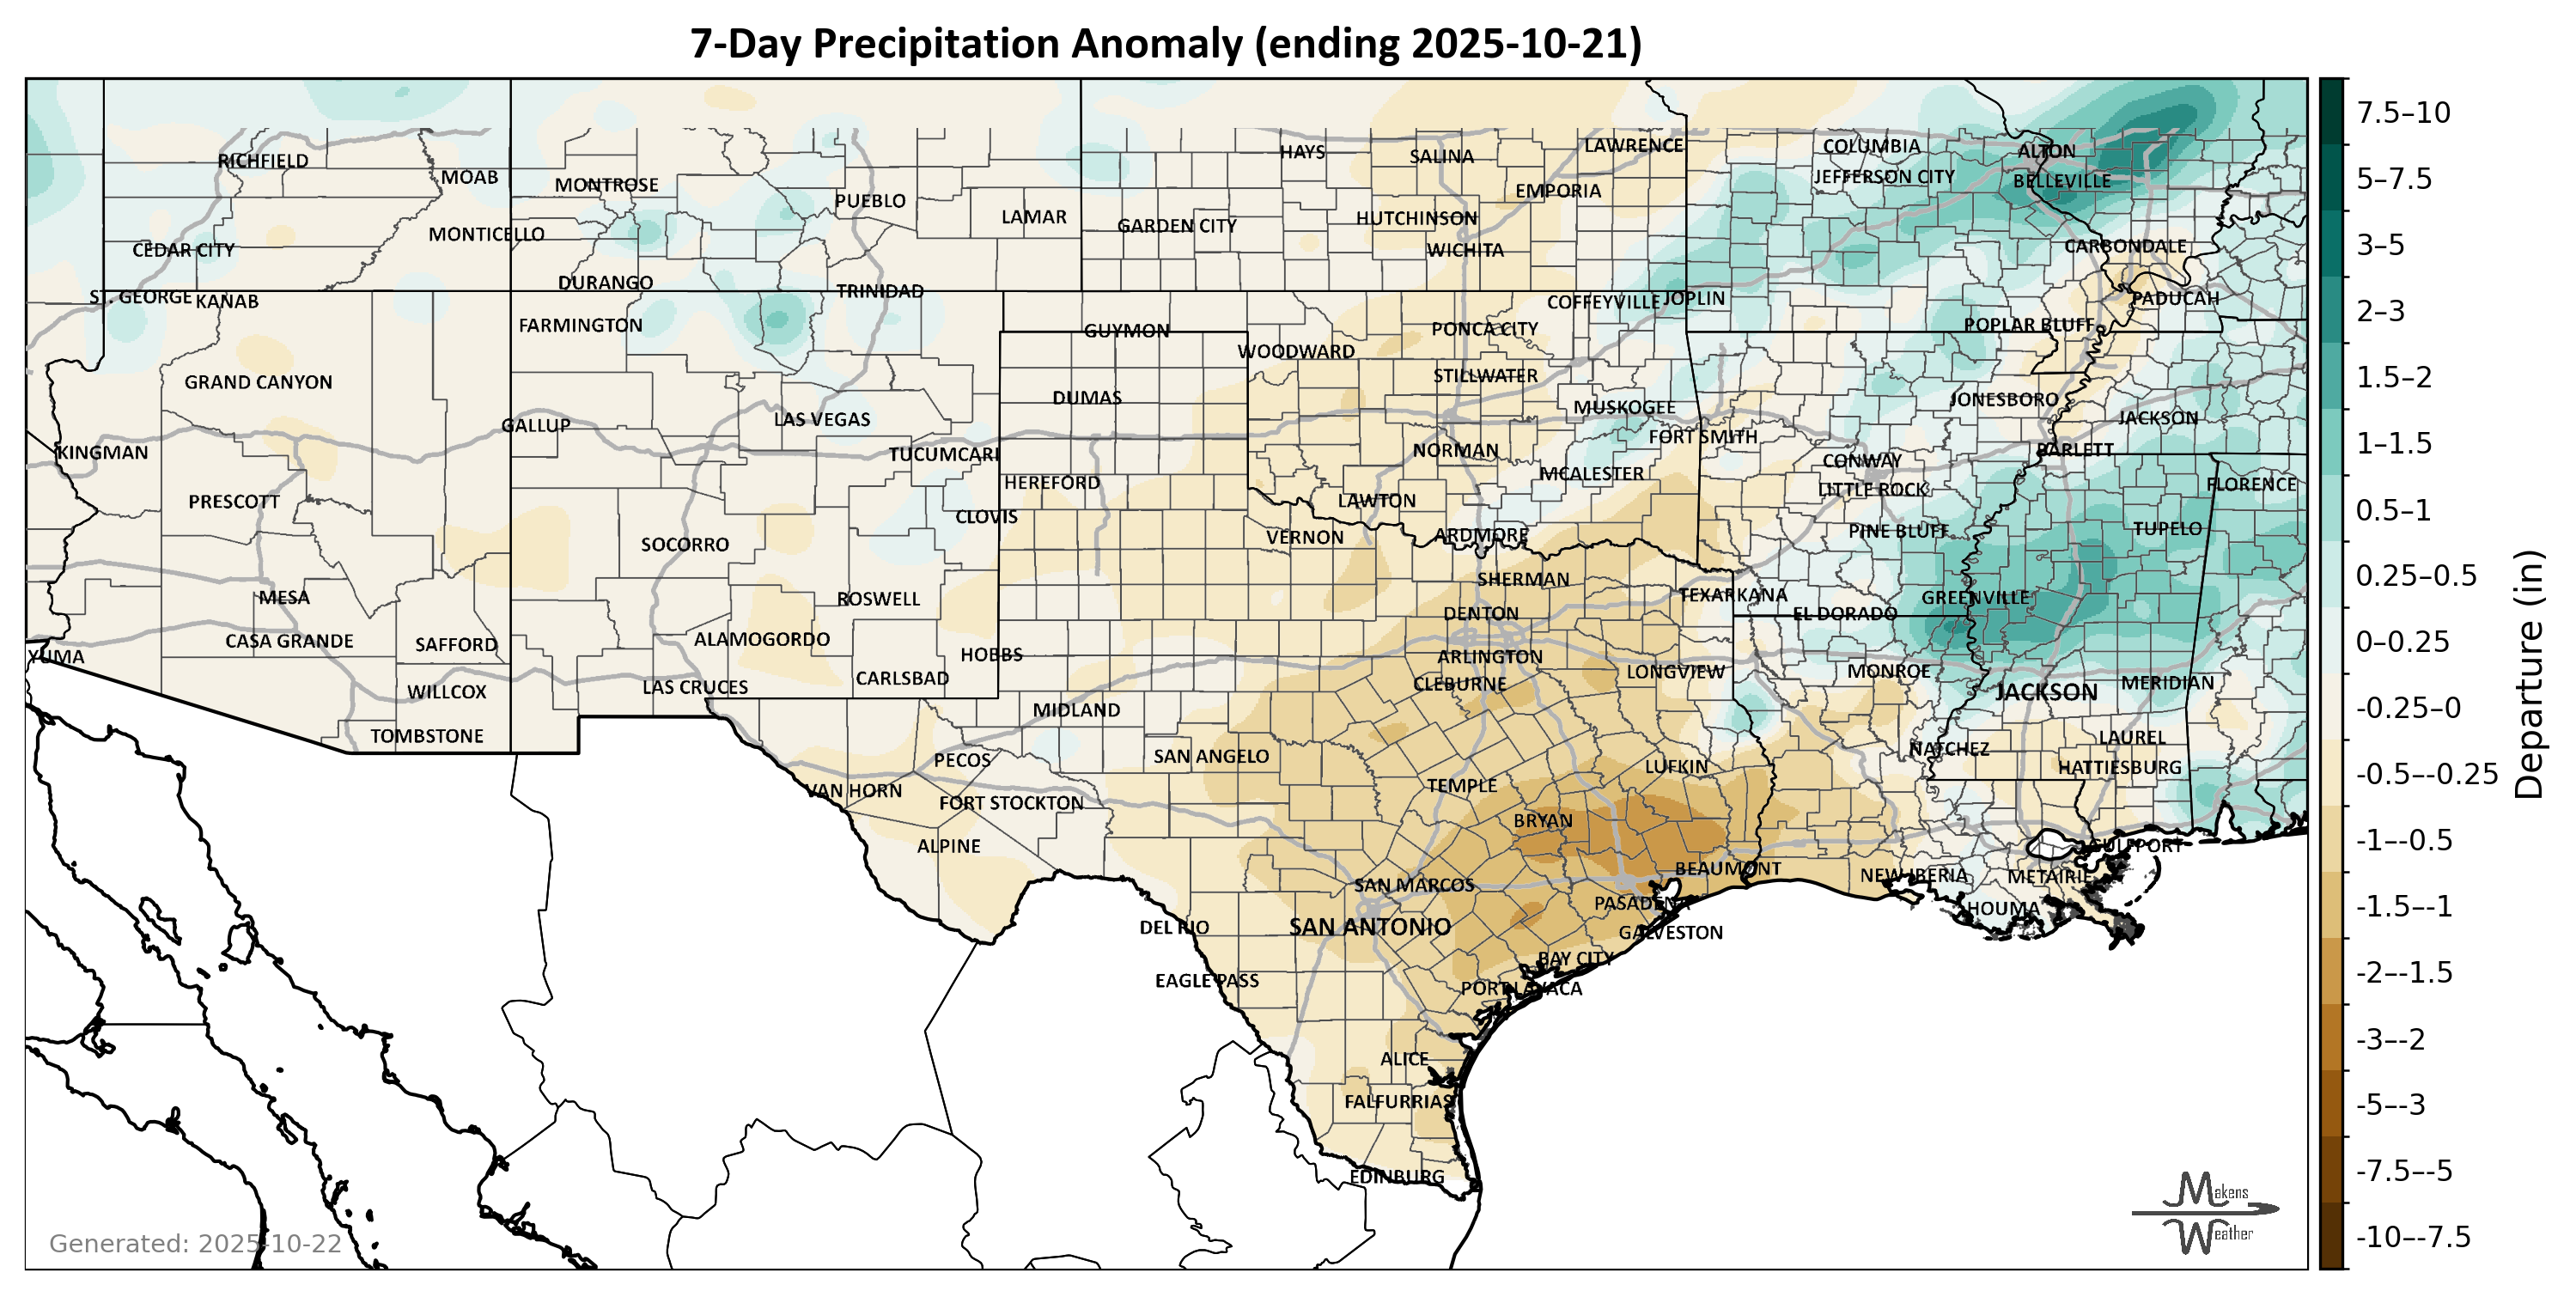 7-Day Precipitation Anomaly (ending 2025-10-21)
RICHFIELD
MOAB
MONTROSE
PUEBLO
LAMAR
HAYS
SALINA
LAWRENCE
EMPORIA
COLUMBIA
JEFFERSON CITY
ALTON
BELLEVILLE
CEDAR CITY
MONTICELLO
DURANGO
TRINIDAD
GARDEN CITY
HUTCHINSON
WICHITA
CARBONDALE
ST. GEORGE
KANAB
FARMINGTON
GUYMON
COFFEYVILLE
JOPLIN
PADUCAH
POPLAR BLUFF
PONCA CITY
WOODWARD
STILLWATER
GRAND CANYON
DUMAS
MUSKOGEE
JONESBORO
JACKSON
GALLUP
LAS VEGAS
KINGMAN
TUCUMCARI
NORMAN
FORT SMITH
BARLETT
CONWAY
MCALESTER
HEREFORD
LITTLE ROCK
FLORENCE
PRESCOTT
LAWTON
CLOVIS
SOCORRO
VERNON
ARDMORE
PINE BLUFF
TUPELO
SHERMAN
MESA
ROSWELL
TEXARKANA
GREENVILLE
DENTON
EL DORADO
CASA GRANDE
SAFFORD
ALAMOGORDO
YUMA
HOBBS
ARLINGTON
LONGVIEW
MONROE
CARLSBAD
LAS CRUCES
WILLCOX
CLEBURNE
JACKSON
MERIDIAN
MIDLAND
TOMBSTONE
LAUREL
NATCHEZ
PECOS
SAN ANGELO
LUFKIN
HATTIESBURG
VAN HORN
FORT STOCKTON
TEMPLE
BRYAN
ALPINE
GULFPORT
BEAUMONT
NEW IBERIA
METAIRIE
SAN MARCOS
PASADENA
HOUMA
DEL RIO
SAN ANTONIO
GALVESTON
BAY CITY
EAGLE PASS
PORT LAVACA
ALICE
FALFURRIAS
EDINBURG
Generated: 2025-10-22
Makens
Weather
7.5–10
5–7.5
3–5
2–3
1.5–2
1–1.5
0.5–1
0.25–0.5
0–0.25
-0.25–0
-0.5–-0.25
-1–-0.5
-1.5–-1
-2–-1.5
-3–-2
-5–-3
-7.5–-5
-10–-7.5
Departure (in)